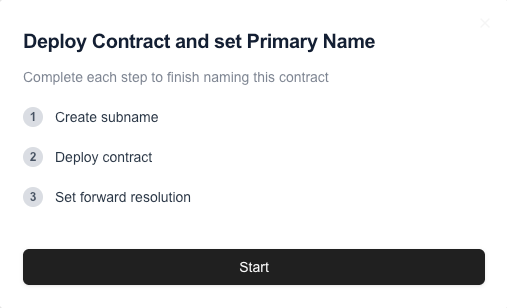 Deploy Contract and set Primary Name
Complete each step to finish naming this contract
1 Create subname
2 Deploy contract
3 Set forward resolution
Start